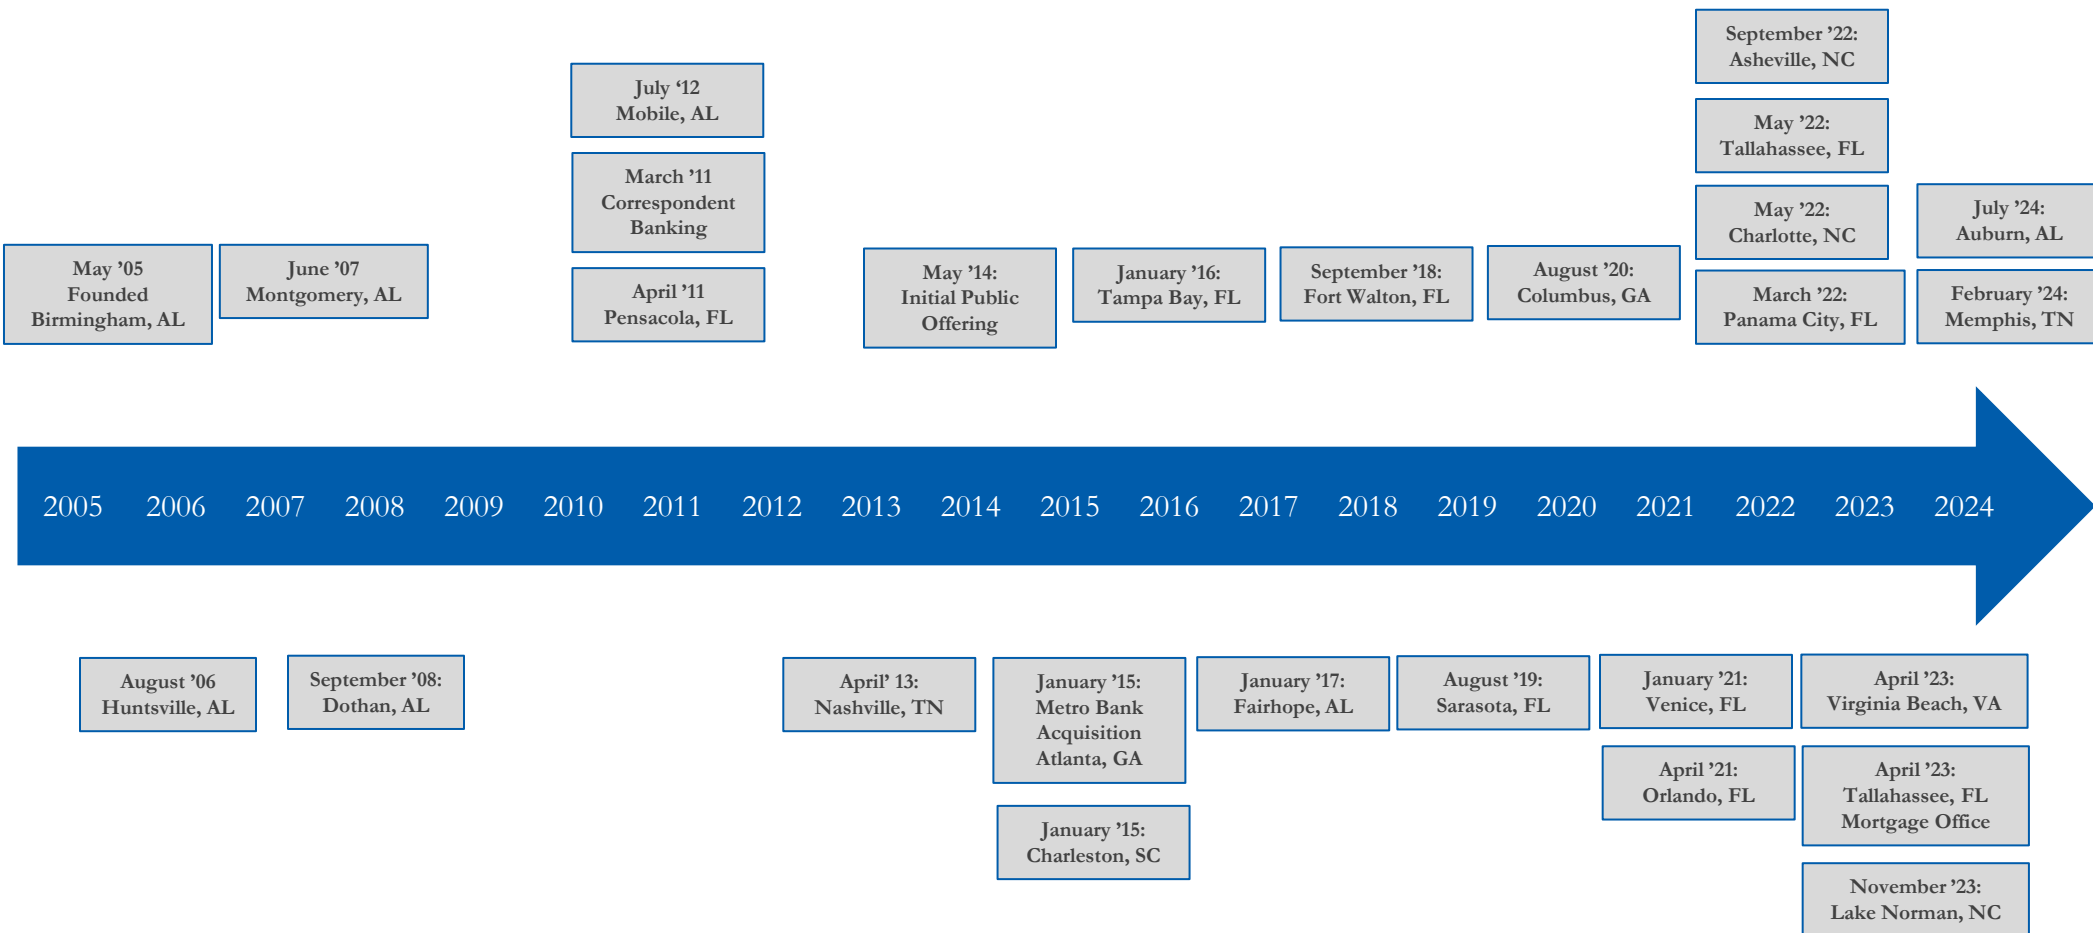 September ’22:
Asheville, NC
July ‘12
Mobile, AL
May ’22:
Tallahassee, FL
March ’11
Correspondent
Banking
May ’22:
Charlotte, NC
July ’24:
Auburn, AL
May ’05
Founded
Birmingham, AL
June ’07
Montgomery, AL
April ’11
Pensacola, FL
May ’14:
Initial Public
Offering
January ’16:
Tampa Bay, FL
September ’18:
Fort Walton, FL
August ’20:
Columbus, GA
March ’22:
Panama City, FL
February ’24:
Memphis, TN
2005 2006 2007 2008 2009 2010 2011 2012 2013 2014 2015 2016 2017 2018 2019 2020 2021 2022 2023 2024
August ’06
Huntsville, AL
September ’08:
Dothan, AL
April’ 13:
Nashville, TN
January ’15:
Metro Bank
Acquisition
Atlanta, GA
January ’17:
Fairhope, AL
August ’19:
Sarasota, FL
January ’21:
Venice, FL
April ’23:
Virginia Beach, VA
January ’15:
Charleston, SC
April ’21:
Orlando, FL
April ’23:
Tallahassee, FL
Mortgage Office
November ’23:
Lake Norman, NC